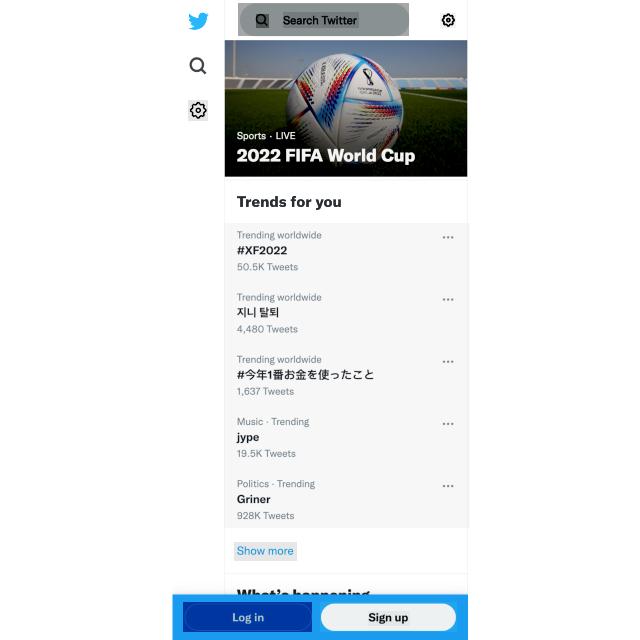 Search Twitter
Sports · LIVE
2022 FIFA World Cup
Trends for you
Trending worldwide
#XF2022
50.5K Tweets
Trending worldwide
지니 탈퇴
4,480 Tweets
Trending worldwide
#今年1番お金を使ったこと
1,637 Tweets
Music · Trending
jype
19.5K Tweets
Politics · Trending
Griner
928K Tweets
Show more
What's happening
Log in
Sign up